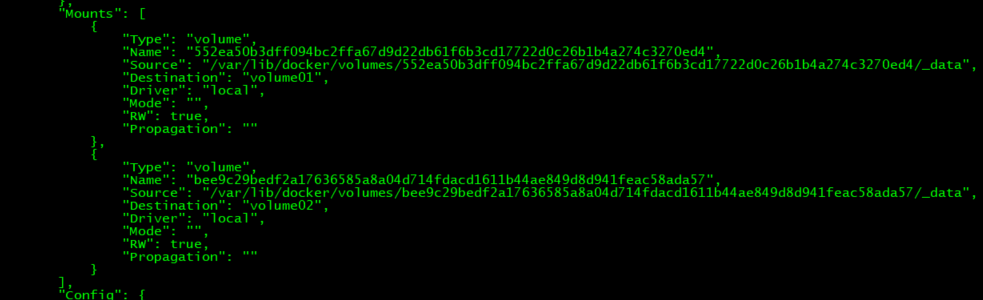 },
"Mounts": [
{
"Type": "volume",
"Name": "552ea50b3dff094bc2ffa67d9d22db61f6b3cd17722d0c26b1b4a274c3270ed4",
"Source": "/var/lib/docker/volumes/552ea50b3dff094bc2ffa67d9d22db61f6b3cd17722d0c26b1b4a274c3270ed4/_data",
"Destination": "volume01",
"Driver": "local",
"Mode": "",
"RW": true,
"Propagation": ""
},
{
"Type": "volume",
"Name": "bee9c29bedf2a17636585a8a04d714fdacd1611b44ae849d8d941feac58ada57",
"Source": "/var/lib/docker/volumes/bee9c29bedf2a17636585a8a04d714fdacd1611b44ae849d8d941feac58ada57/_data",
"Destination": "volume02",
"Driver": "local",
"Mode": "",
"RW": true,
"Propagation": ""
}
],
"Config": {